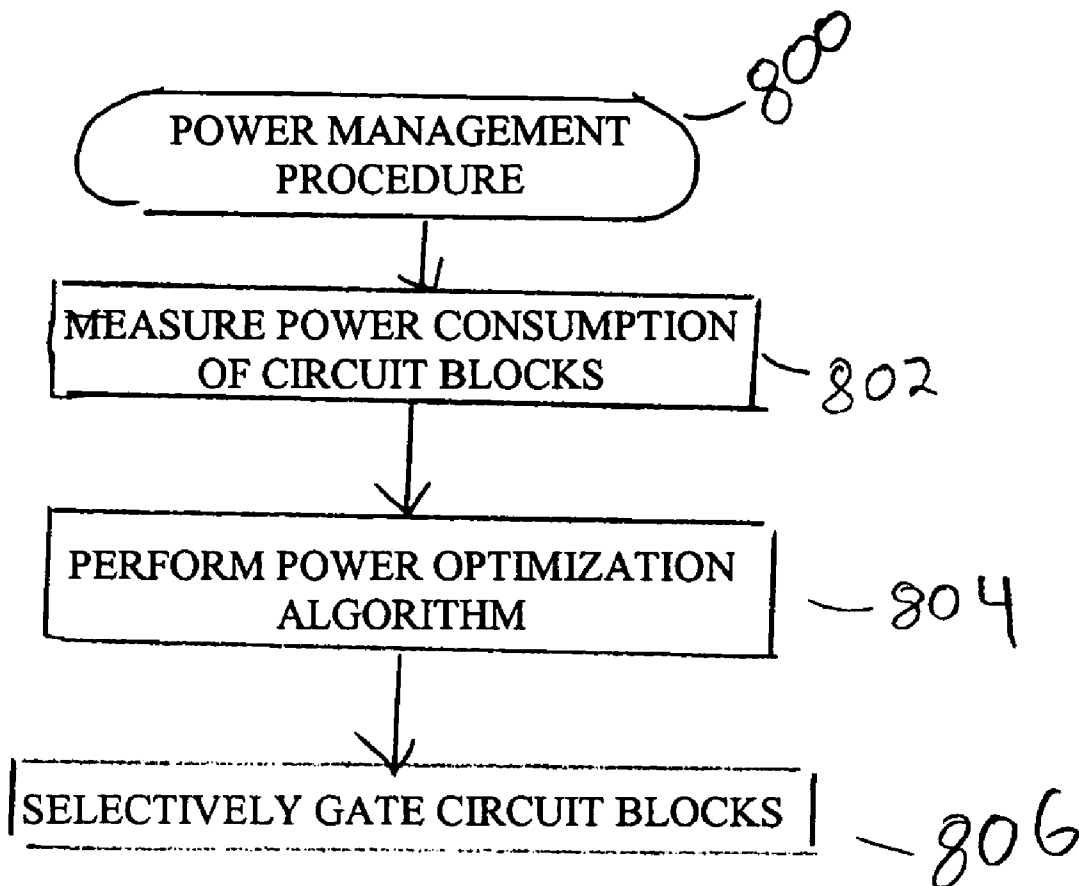 800
POWER MANAGEMENT
PROCEDURE
MEASURE POWER CONSUMPTION
OF CIRCUIT BLOCKS
802
PERFORM POWER OPTIMIZATION
ALGORITHM
804
SELECTIVELY GATE CIRCUIT BLOCKS
806